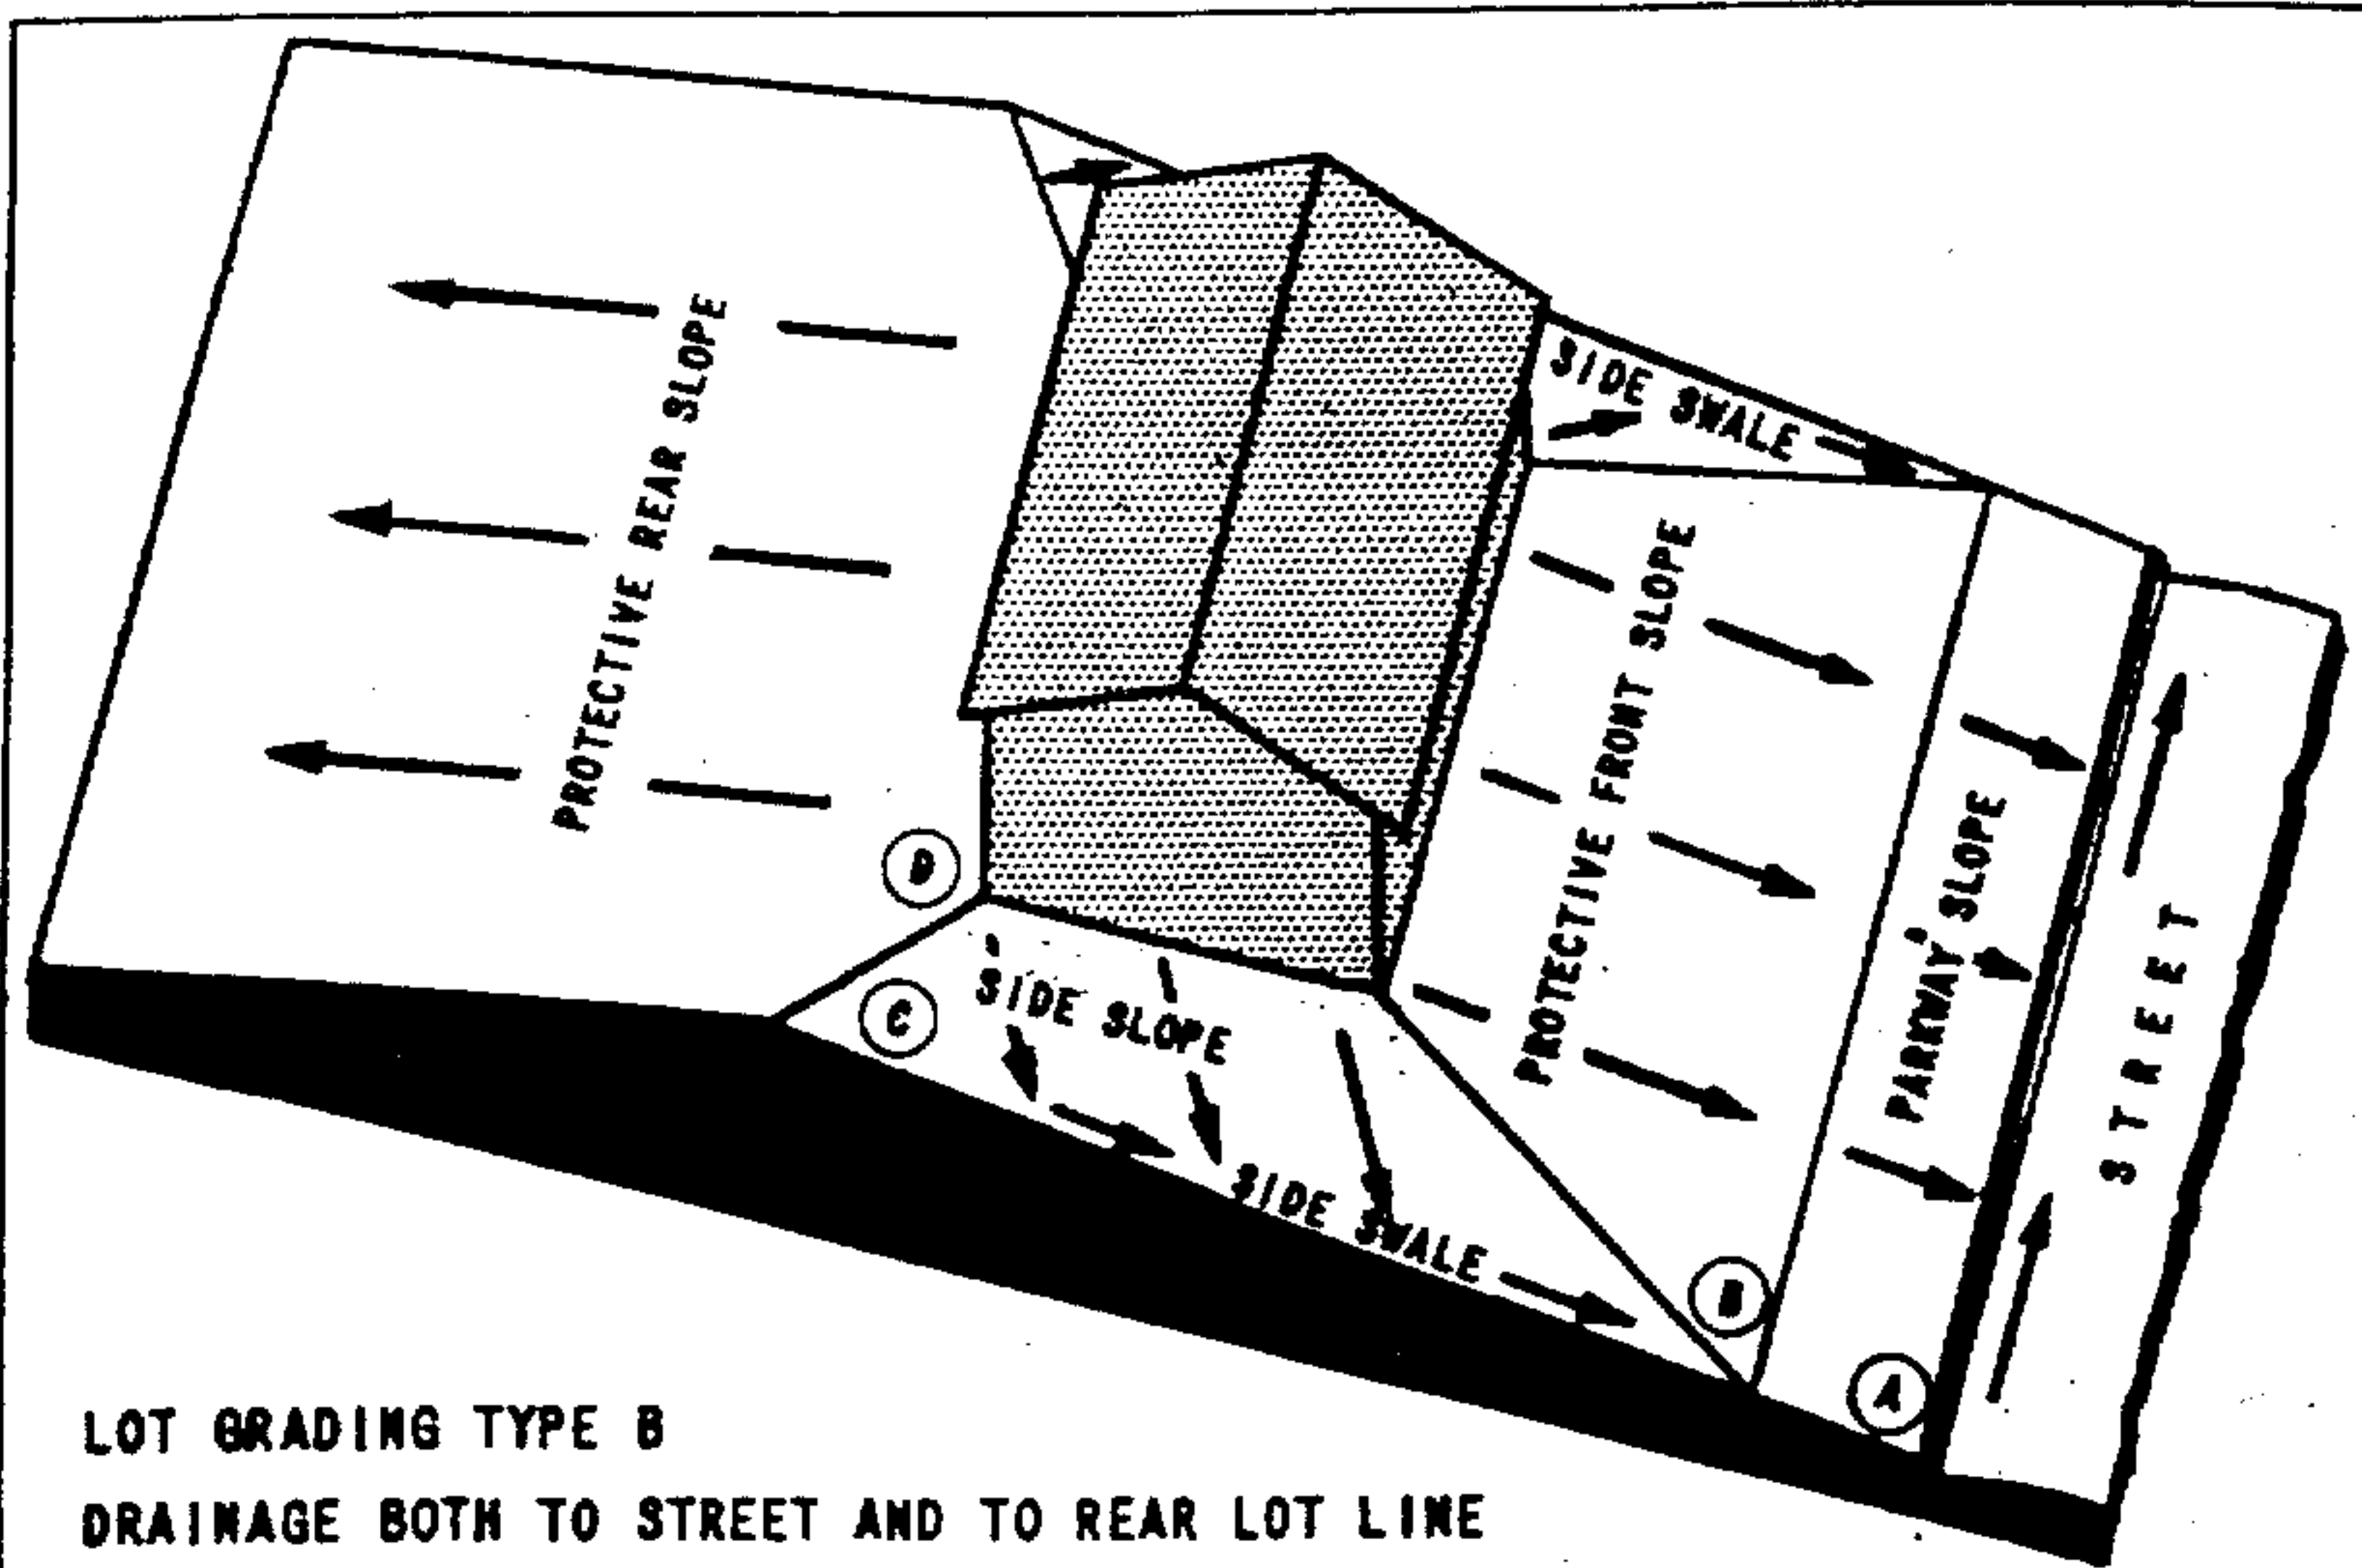 SIDE SWALE
PROTECTIVE REAR SLOPE
PROTECTIVE FRONT SLOPE
PARKWAY SLOPE
STREET
D
C
SIDE SLOPE
SIDE SWALE
B
A
LOT GRADING TYPE B
DRAINAGE BOTH TO STREET AND TO REAR LOT LINE